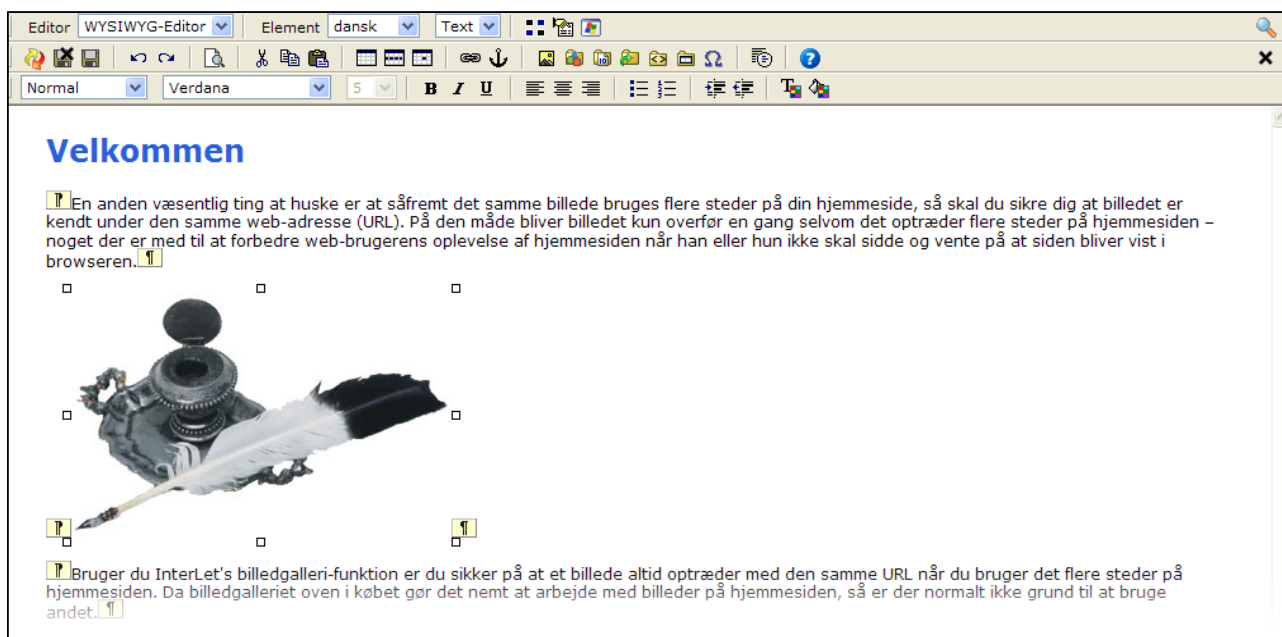 Editor WYSIWYG-Editor Element dansk Text
Normal Verdana 5 B I U
Velkommen
En anden væsentlig ting at huske er at såfremt det samme billede bruges flere steder på din hjemmeside, så skal du sikre dig at billedet er
kendt under den samme web-adresse (URL). På den måde bliver billedet kun overfør en gang selvom det optræder flere steder på hjemmesiden –
noget der er med til at forbedre web-brugerens oplevelse af hjemmesiden når han eller hun ikke skal sidde og vente på at siden bliver vist i
browseren.¶
¶
Bruger du InterLet's billedgalleri-funktion er du sikker på at et billede altid optræder med den samme URL når du bruger det flere steder på
hjemmesiden. Da billedgalleriet oven i købet gør det nemt at arbejde med billeder på hjemmesiden, så er der normalt ikke grund til at bruge
andet.¶